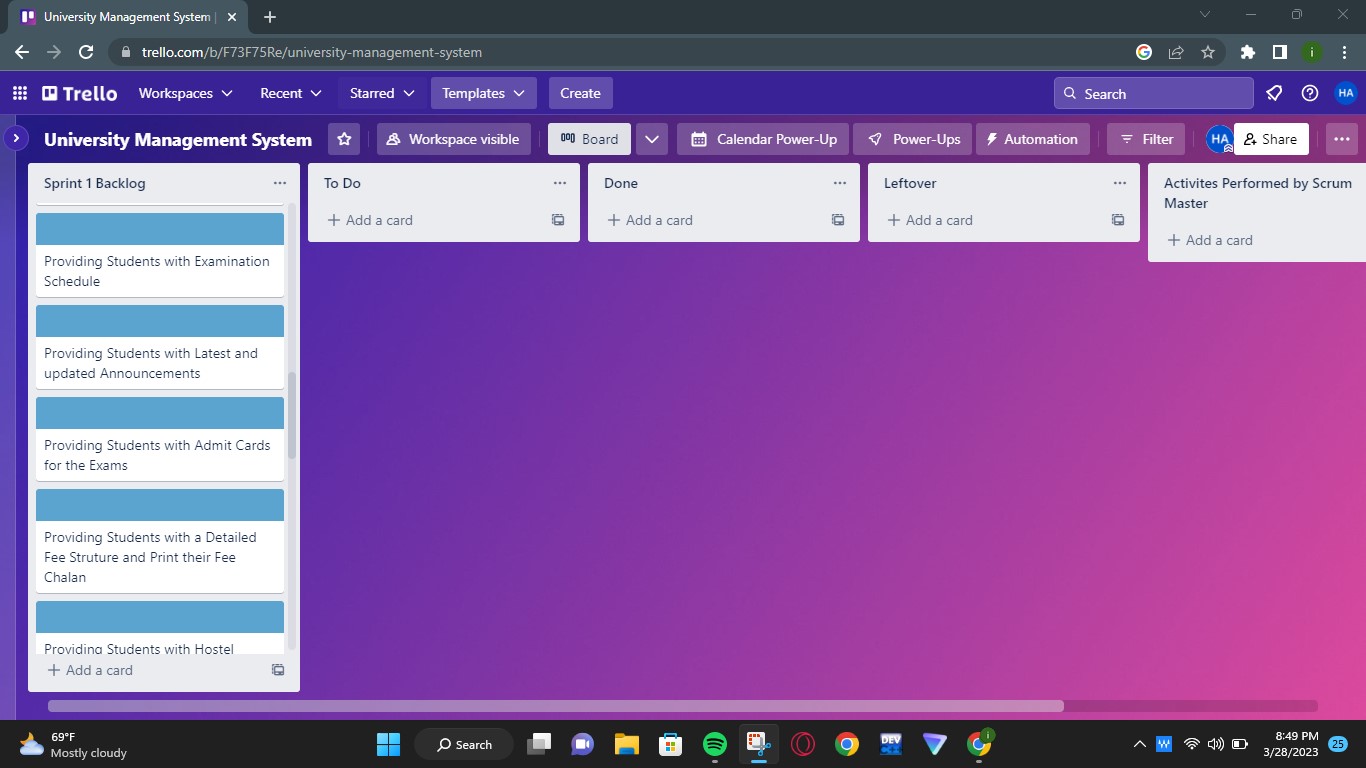 University Management System |
trello.com/b/F73F75Re/university-management-system
i
Trello
Workspaces
Recent
Starred
Templates
Create
Search
HA
University Management System
Workspace visible
Board
Calendar Power-Up
Power-Ups
Automation
Filter
HA
Share
Sprint 1 Backlog
Providing Students with Examination
Schedule
Providing Students with Latest and
updated Announcements
Providing Students with Admit Cards
for the Exams
Providing Students with a Detailed
Fee Struture and Print their Fee
Chalan
Providing Students with Hostel
+ Add a card
To Do
+ Add a card
Done
+ Add a card
Leftover
+ Add a card
Activites Performed by Scrum
Master
+ Add a card
69°F
Mostly cloudy
Search
DEV
C++
i
W
8:49 PM
3/28/2023
25